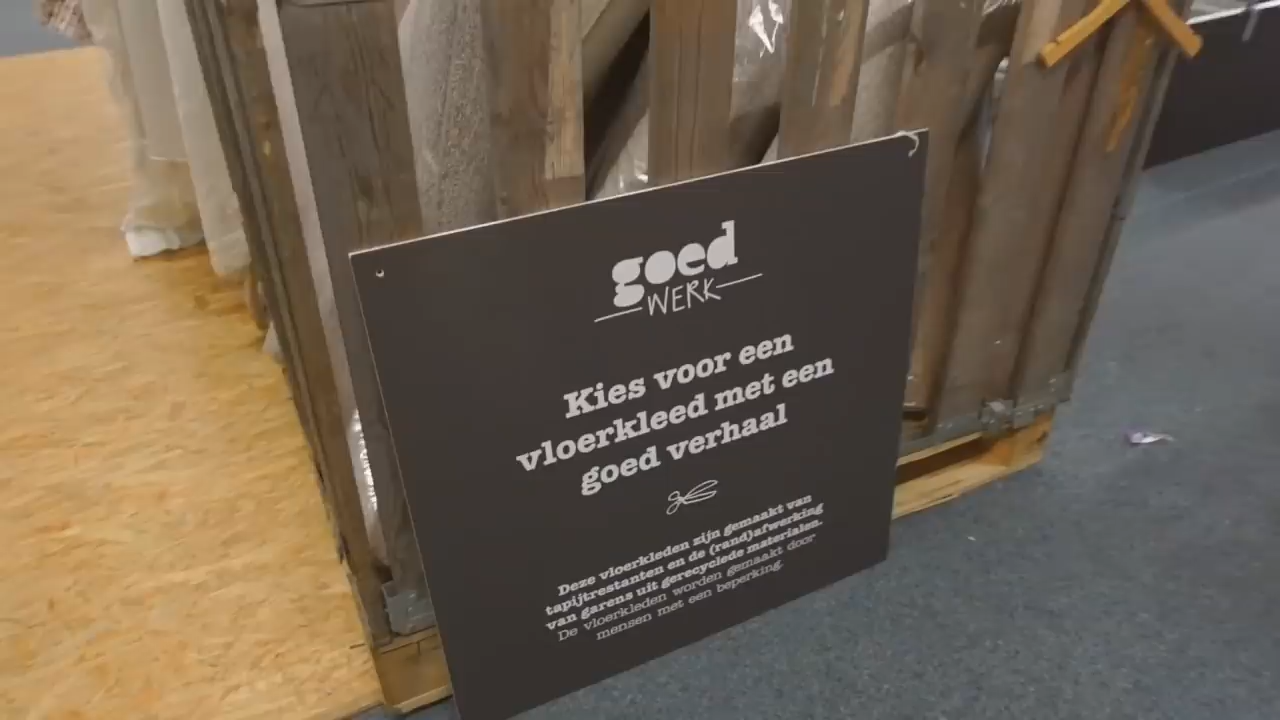 goed
WERK
Kies voor een
vloerkleed met een
goed verhaal
Deze vloerkleden zijn gemaakt van
tapijtrestanten en de (rand)afwerking
van garens uit gerecyclede materialen.
De vloerkleden worden gemaakt door
mensen met een beperking.